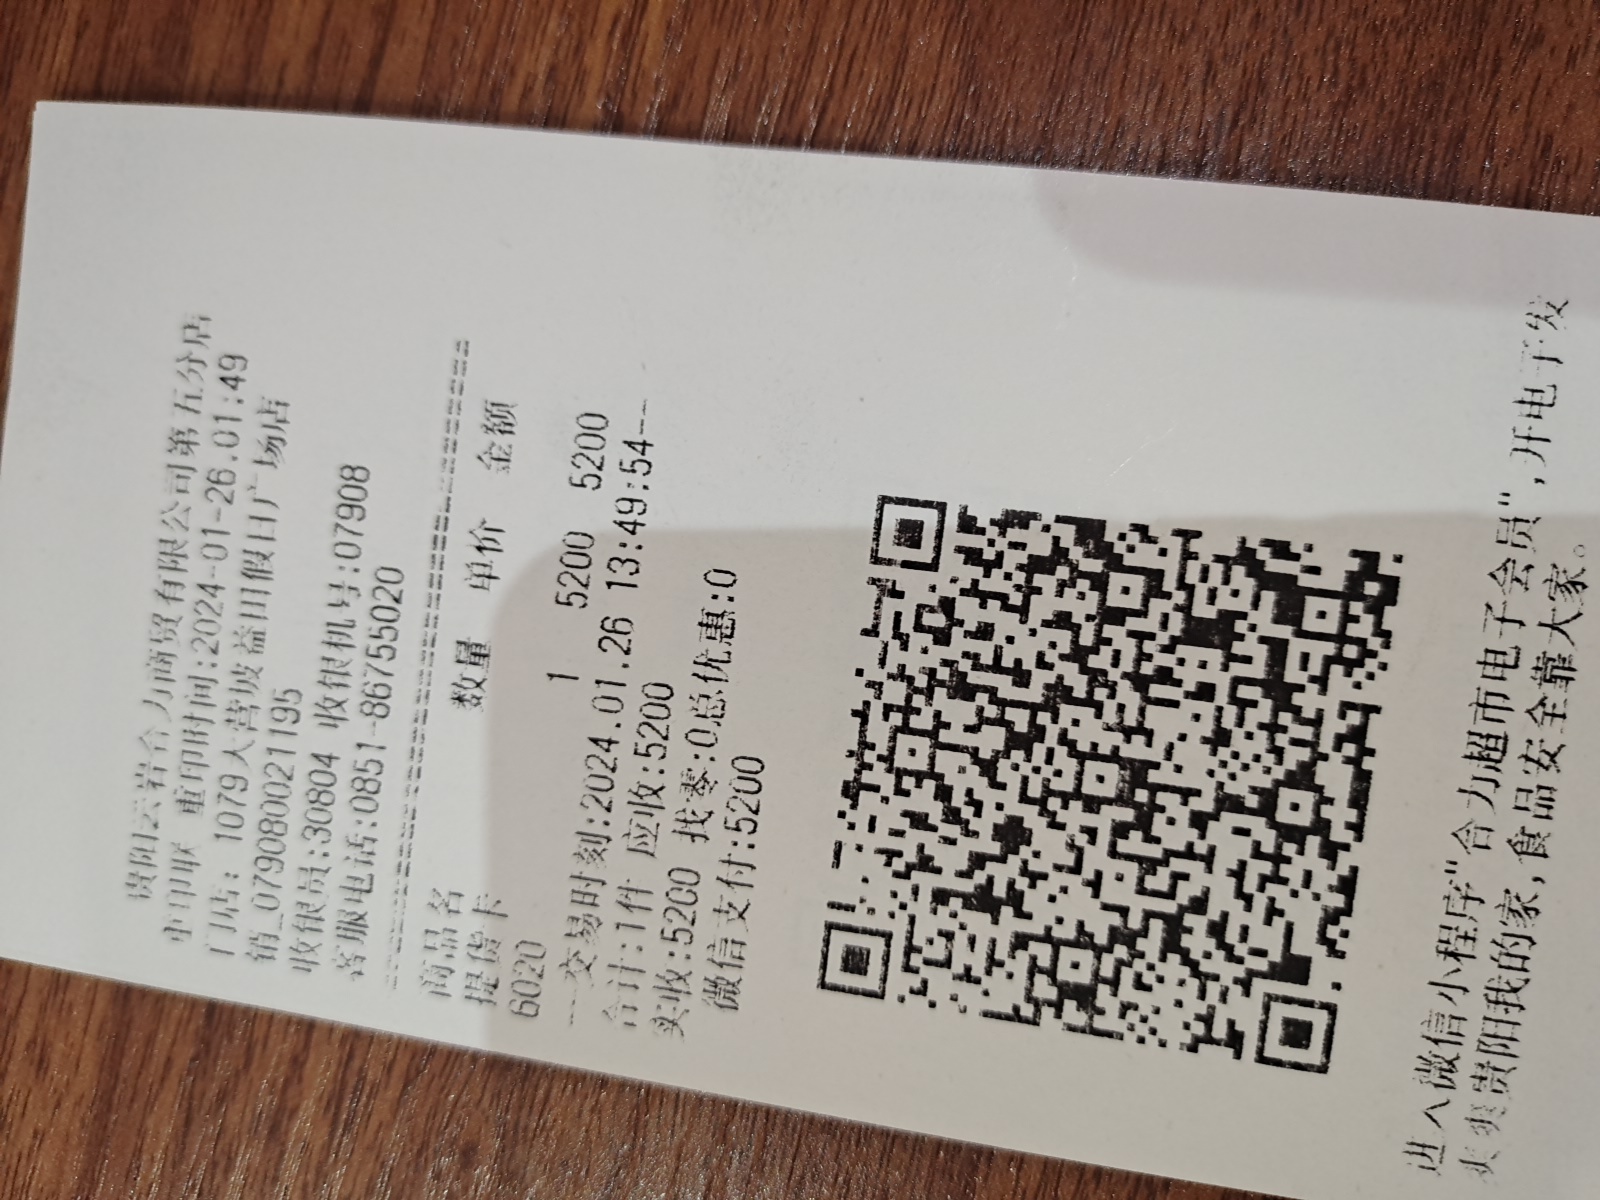 贵阳云岩合力商贸有限公司第五分店
重印联 重印时间:2024-01-26.01:49
门店: 1079大营坡益田假日广场店
销_079080021195
收银员:30804 收银机号:07908
客服电话:0851-86755020
商品名 数量 单价 金额
提货卡
6020 1 5200 5200
---交易时刻:2024.01.26 13:49:54---
合计:1件 应收:5200
实收:5200 找零:0总优惠:0
微信支付:5200
进入微信小程序"合力超市电子会员",开电子发
爽爽贵阳我的家,食品安全靠大家。